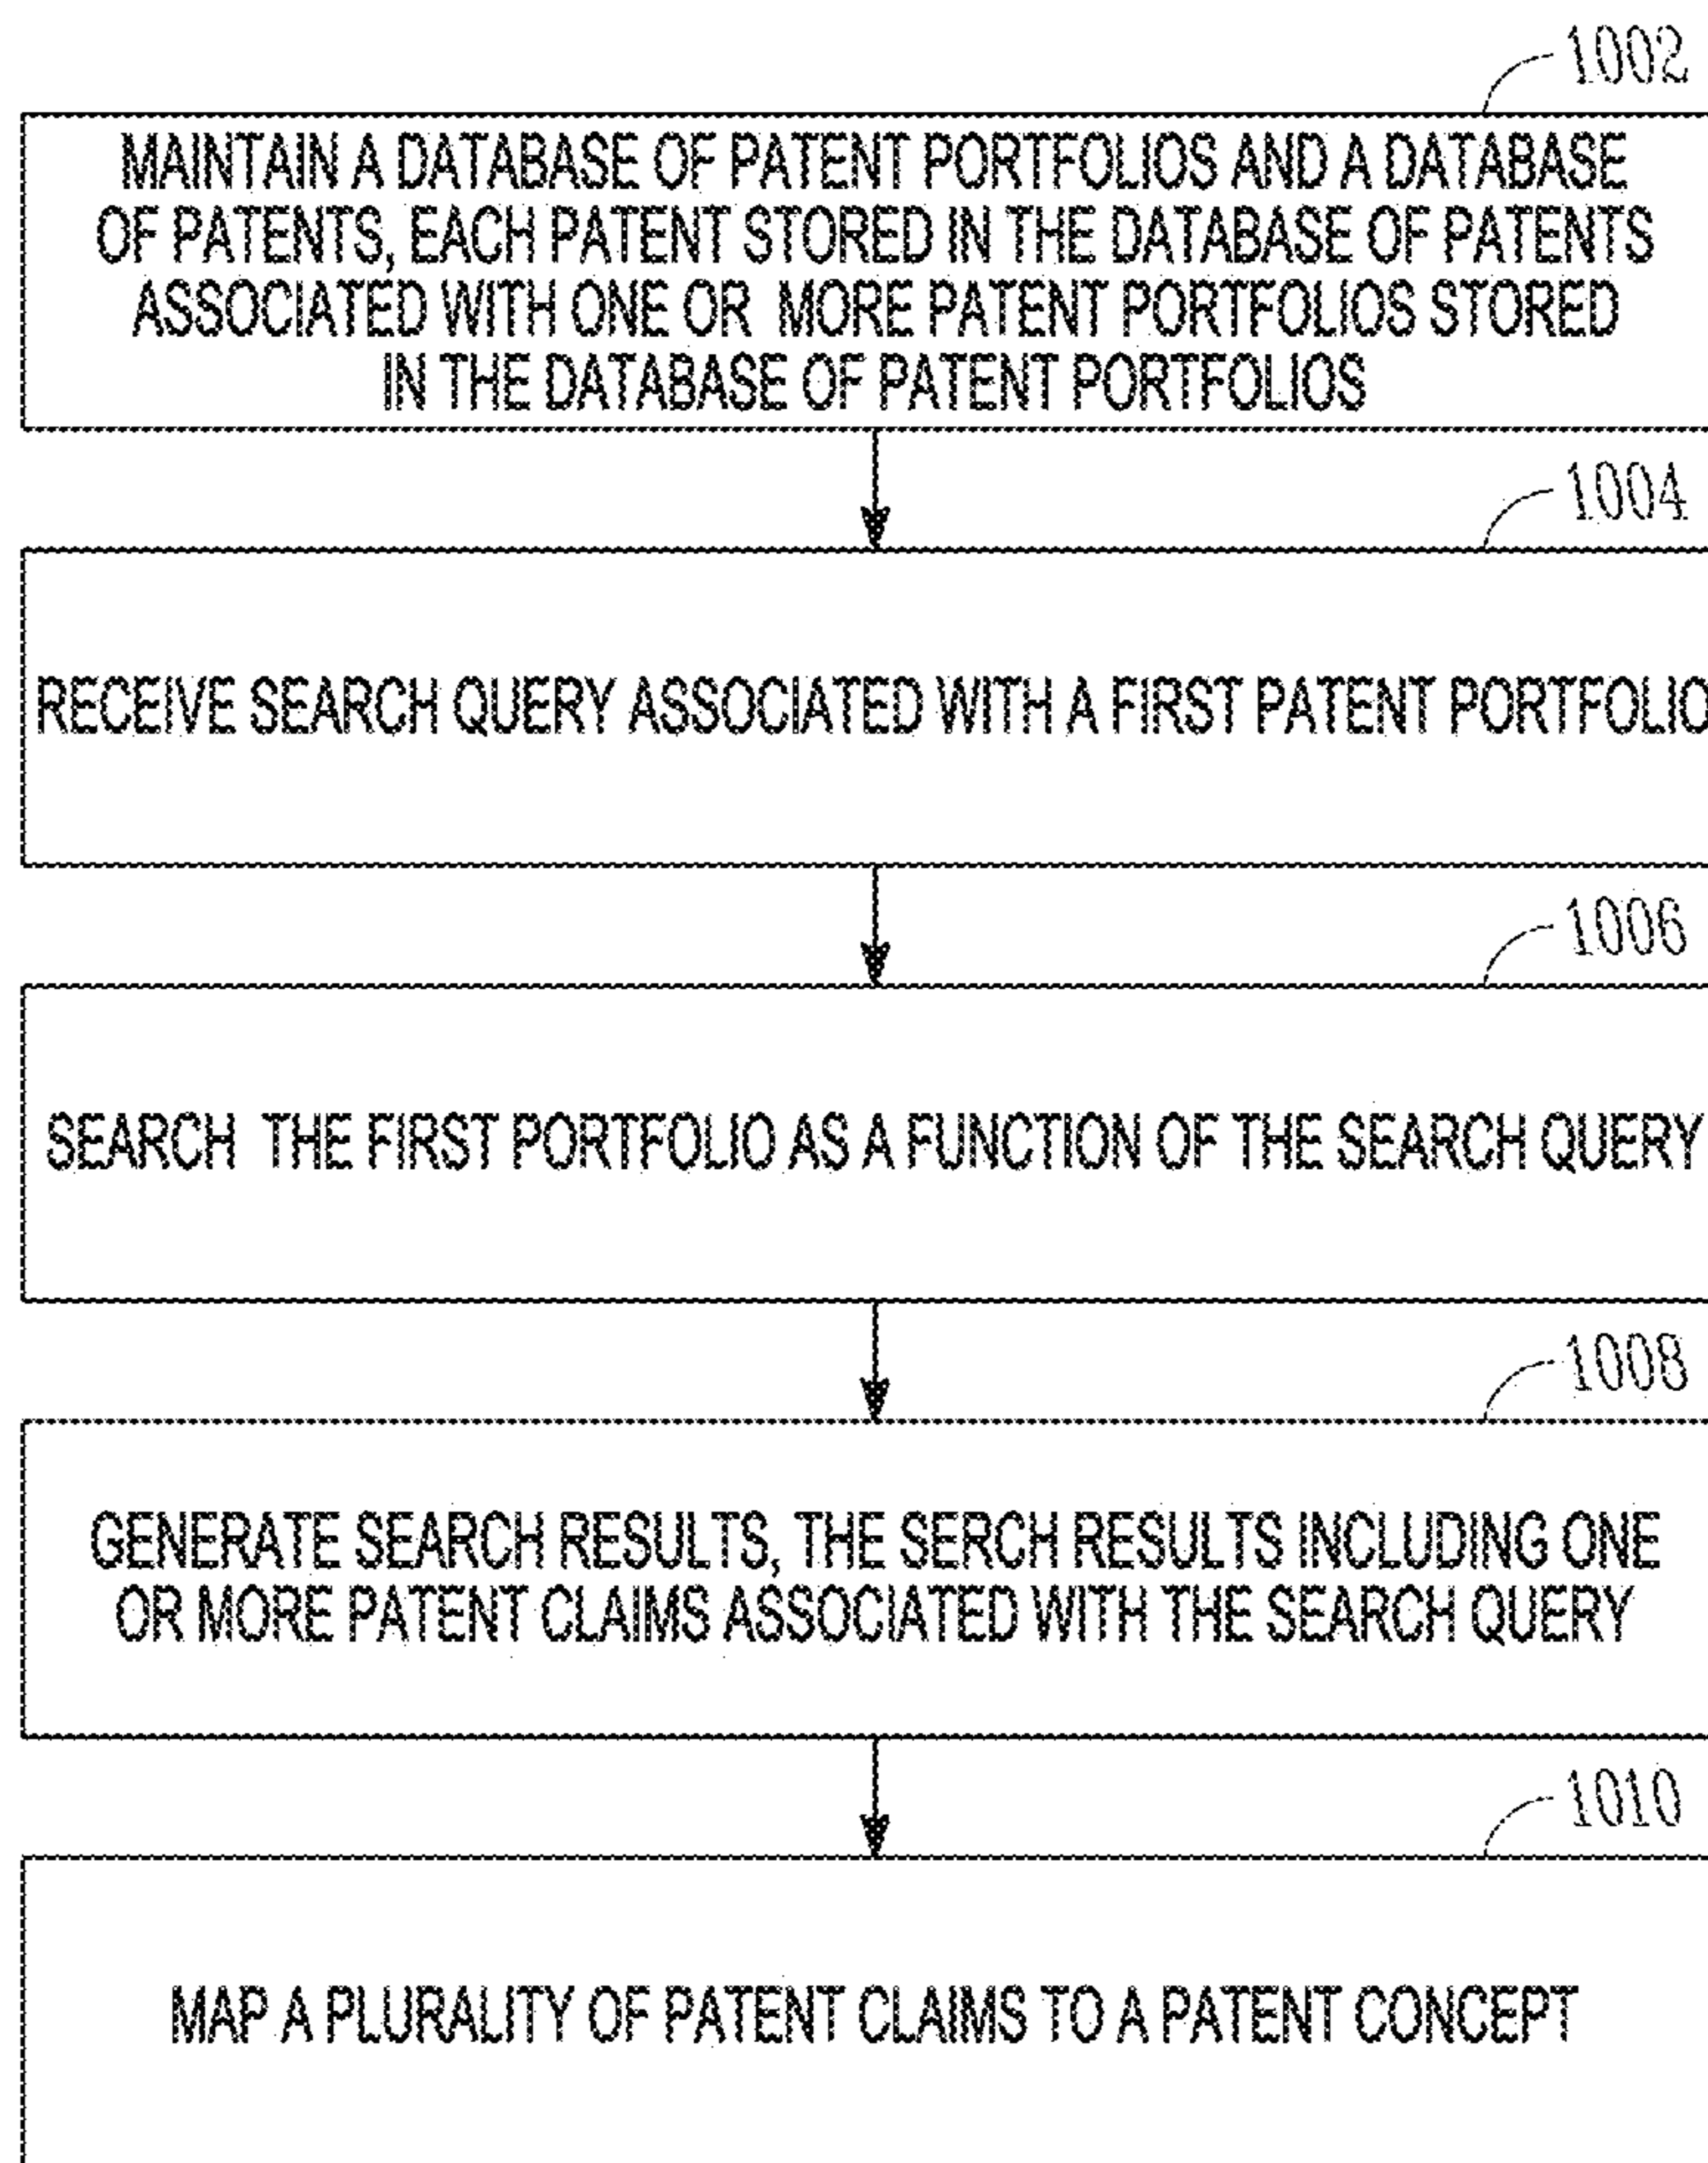 1002
MAINTAIN A DATABASE OF PATENT PORTFOLIOS AND A DATABASE
OF PATENTS, EACH PATENT STORED IN THE DATABASE OF PATENTS
ASSOCIATED WITH ONE OR MORE PATENT PORTFOLIOS STORED
IN THE DATABASE OF PATENT PORTFOLIOS
1004
RECEIVE SEARCH QUERY ASSOCIATED WITH A FIRST PATENT PORTFOLIO
1006
SEARCH THE FIRST PORTFOLIO AS A FUNCTION OF THE SEARCH QUERY
1008
GENERATE SEARCH RESULTS, THE SERCH RESULTS INCLUDING ONE
OR MORE PATENT CLAIMS ASSOCIATED WITH THE SEARCH QUERY
1010
MAP A PLURALITY OF PATENT CLAIMS TO A PATENT CONCEPT